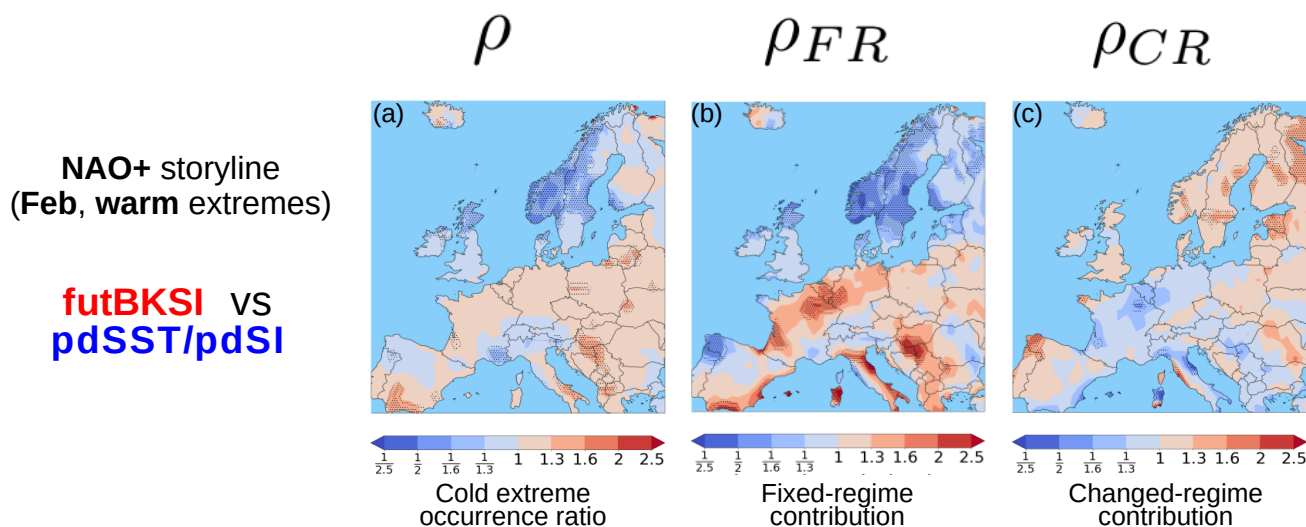 ρ ρ_{FR} ρ_{CR}
(a) (b) (c)
NAO+ storyline
(Feb, warm extremes)
futBKSI vs
pdSST/pdSI
1/2.5 1/2 1/1.6 1/1.3 1 1.3 1.6 2 2.5
1/2.5 1/2 1/1.6 1/1.3 1 1.3 1.6 2 2.5
1/2.5 1/2 1/1.6 1/1.3 1 1.3 1.6 2 2.5
Cold extreme
occurrence ratio
Fixed-regime
contribution
Changed-regime
contribution